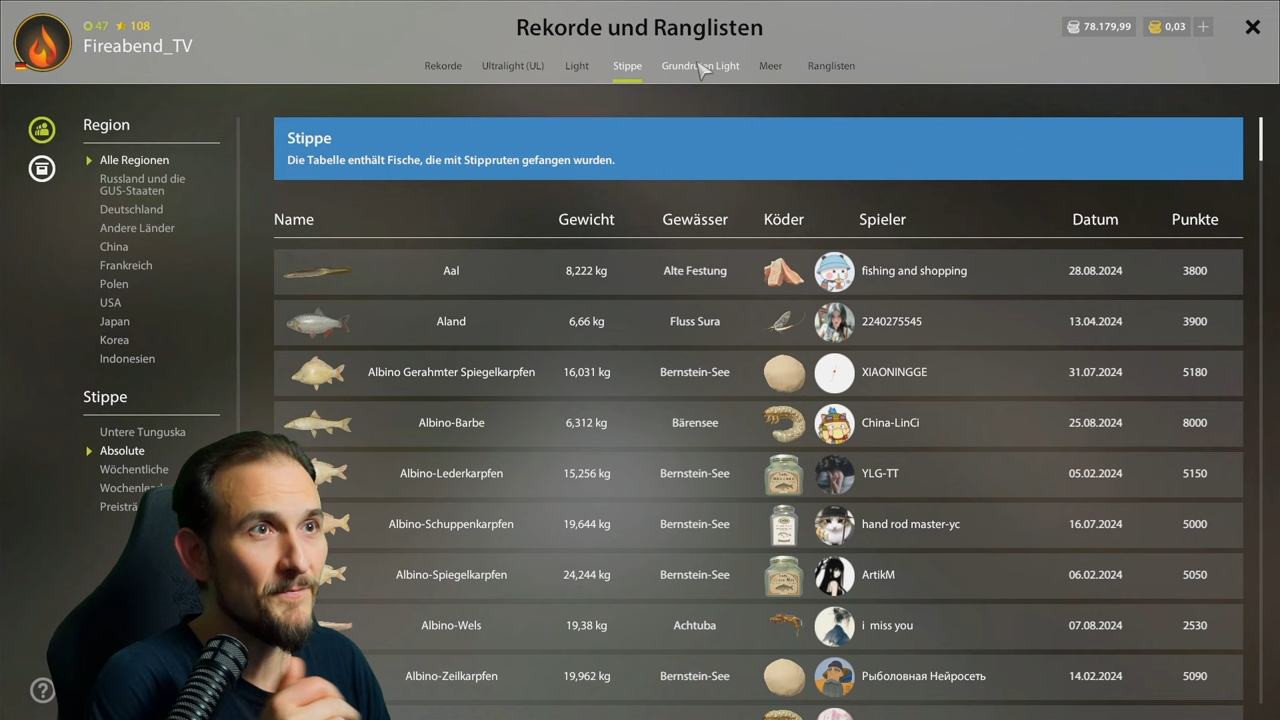 47 108
Fireabend_TV
Rekorde und Ranglisten
78.179,99 0,03
Rekorde Ultralight (UL) Light Stippe Grundruten Light Meer Ranglisten
Region
Alle Regionen
Russland und die
GUS-Staaten
Deutschland
Andere Länder
China
Frankreich
Polen
USA
Japan
Korea
Indonesien
Stippe
Untere Tunguska
Absolute
Wöchentliche
Stippe
Die Tabelle enthält Fische, die mit Stippruten gefangen wurden.
Name Gewicht Gewässer Köder Spieler Datum Punkte
Aal 8,222 kg Alte Festung fishing and shopping 28.08.2024 3800
Aland 6,66 kg Fluss Sura 2240275545 13.04.2024 3900
Albino Gerahmter Spiegelkarpfen 16,031 kg Bernstein-See XIAONINGGE 31.07.2024 5180
Albino-Barbe 6,312 kg Bärensee China-LinCi 25.08.2024 8000
Albino-Lederkarpfen 15,256 kg Bernstein-See YLG-TT 05.02.2024 5150
Albino-Schuppenkarpfen 19,644 kg Bernstein-See hand rod master-yc 16.07.2024 5000
Albino-Spiegelkarpfen 24,244 kg Bernstein-See ArtikM 06.02.2024 5050
Albino-Wels 19,38 kg Achtuba i miss you 07.08.2024 2530
Albino-Zeilkarpfen 19,962 kg Bernstein-See Рыболовная Нейросеть 14.02.2024 5090